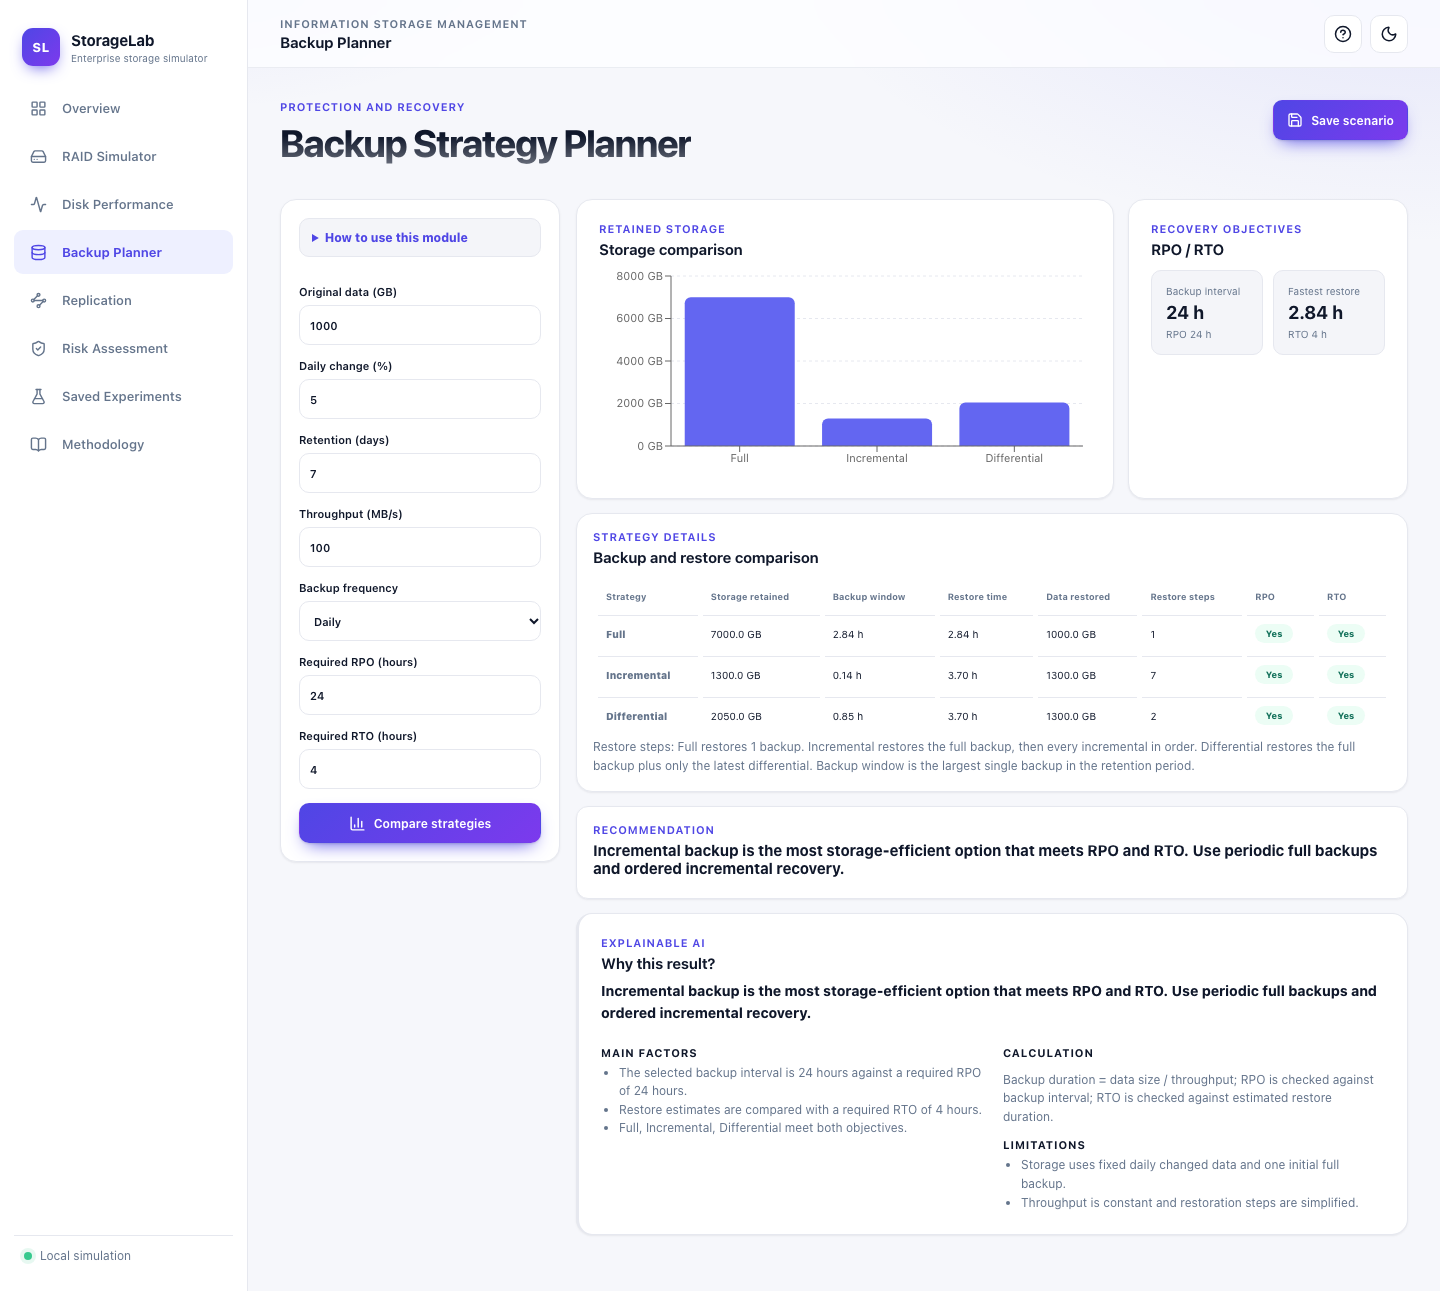 SL
StorageLab
Enterprise storage simulator
Overview
RAID Simulator
Disk Performance
Backup Planner
Replication
Risk Assessment
Saved Experiments
Methodology
Local simulation
INFORMATION STORAGE MANAGEMENT
Backup Planner
PROTECTION AND RECOVERY
Backup Strategy Planner
Save scenario
How to use this module
Original data (GB)
1000
Daily change (%)
5
Retention (days)
7
Throughput (MB/s)
100
Backup frequency
Daily
Required RPO (hours)
24
Required RTO (hours)
4
Compare strategies
RETAINED STORAGE
Storage comparison
8000 GB
6000 GB
4000 GB
2000 GB
0 GB
Full Incremental Differential
RECOVERY OBJECTIVES
RPO / RTO
Backup interval
24 h
RPO 24 h
Fastest restore
2.84 h
RTO 4 h
STRATEGY DETAILS
Backup and restore comparison
Strategy Storage retained Backup window Restore time Data restored Restore steps RPO RTO
Full 7000.0 GB 2.84 h 2.84 h 1000.0 GB 1 Yes Yes
Incremental 1300.0 GB 0.14 h 3.70 h 1300.0 GB 7 Yes Yes
Differential 2050.0 GB 0.85 h 3.70 h 1300.0 GB 2 Yes Yes
Restore steps: Full restores 1 backup. Incremental restores the full backup, then every incremental in order. Differential restores the full
backup plus only the latest differential. Backup window is the largest single backup in the retention period.
RECOMMENDATION
Incremental backup is the most storage-efficient option that meets RPO and RTO. Use periodic full backups
and ordered incremental recovery.
EXPLAINABLE AI
Why this result?
Incremental backup is the most storage-efficient option that meets RPO and RTO. Use periodic full backups and
ordered incremental recovery.
MAIN FACTORS
• The selected backup interval is 24 hours against a required RPO
of 24 hours.
• Restore estimates are compared with a required RTO of 4 hours.
• Full, Incremental, Differential meet both objectives.
CALCULATION
Backup duration = data size / throughput; RPO is checked against
backup interval; RTO is checked against estimated restore
duration.
LIMITATIONS
• Storage uses fixed daily changed data and one initial full
backup.
• Throughput is constant and restoration steps are simplified.